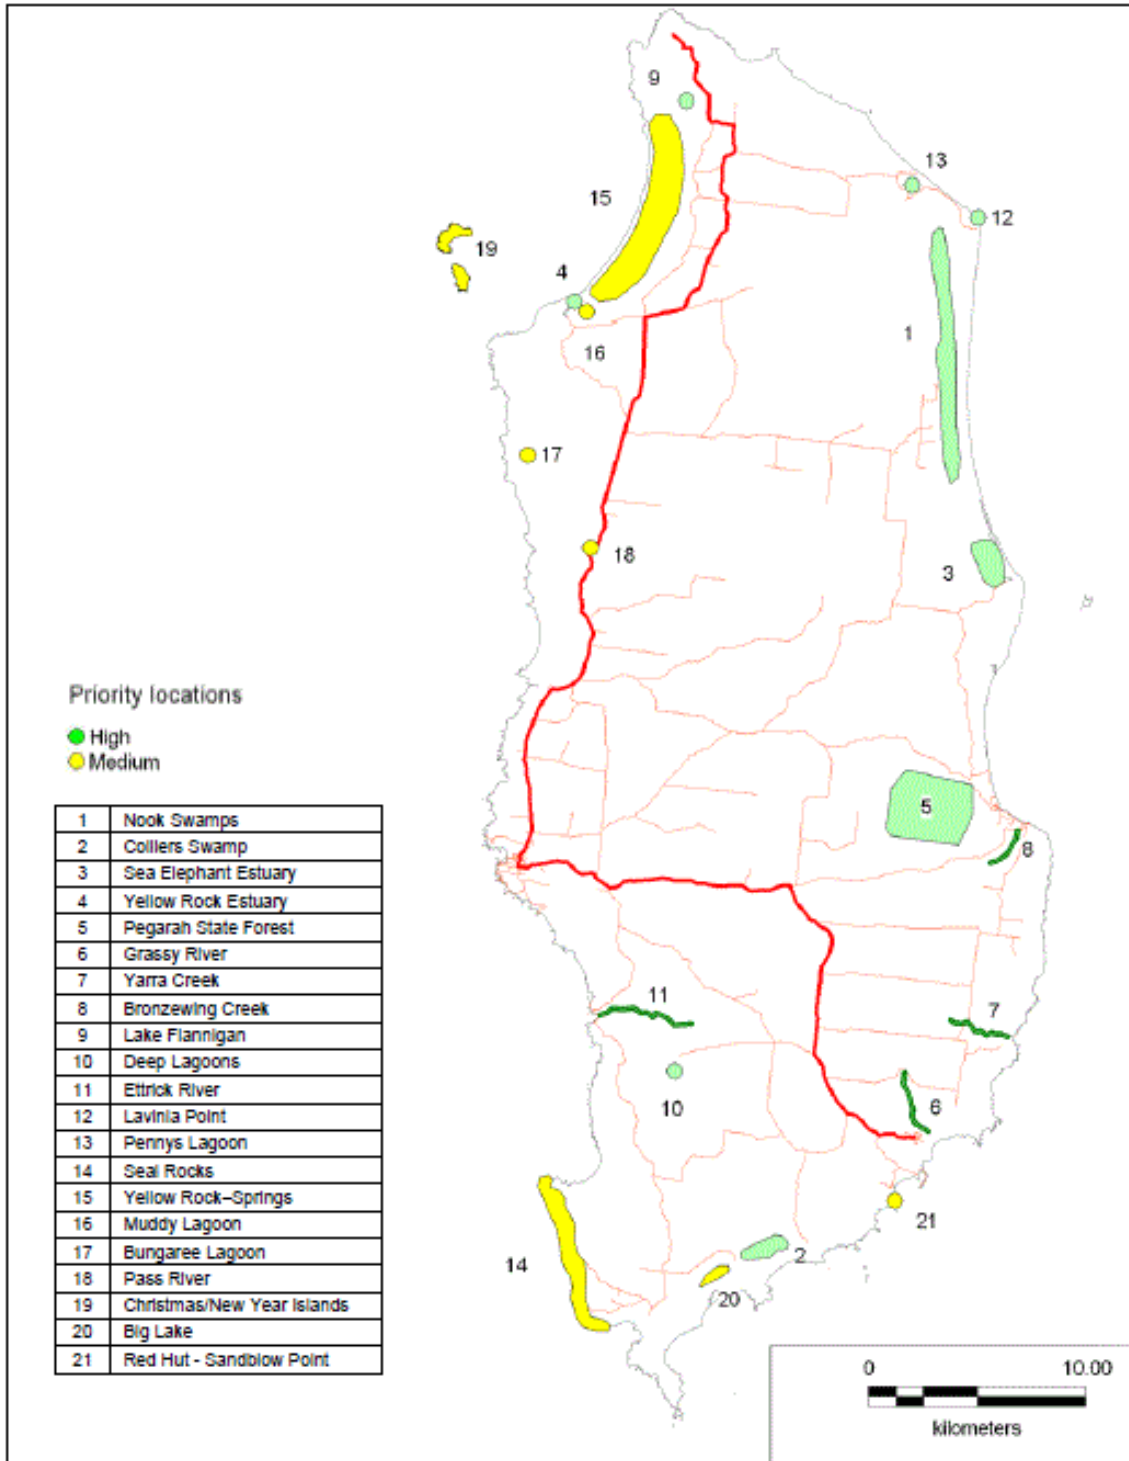 9
13
15
12
19
4
1
16
17
18
3
Priority locations
High
Medium
5
8
1 Nook Swamps
2 Colliers Swamp
3 Sea Elephant Estuary
4 Yellow Rock Estuary
5 Pegarah State Forest
6 Grassy River
7 Yarra Creek
8 Bronzewing Creek
9 Lake Flannigan
10 Deep Lagoons
11 Ettrick River
12 Lavinia Point
13 Pennys Lagoon
14 Seal Rocks
15 Yellow Rock–Springs
16 Muddy Lagoon
17 Bungaree Lagoon
18 Pass River
19 Christmas/New Year Islands
20 Big Lake
21 Red Hut - Sandblow Point
11
7
10
6
21
14
2
20
0 10.00
kilometers